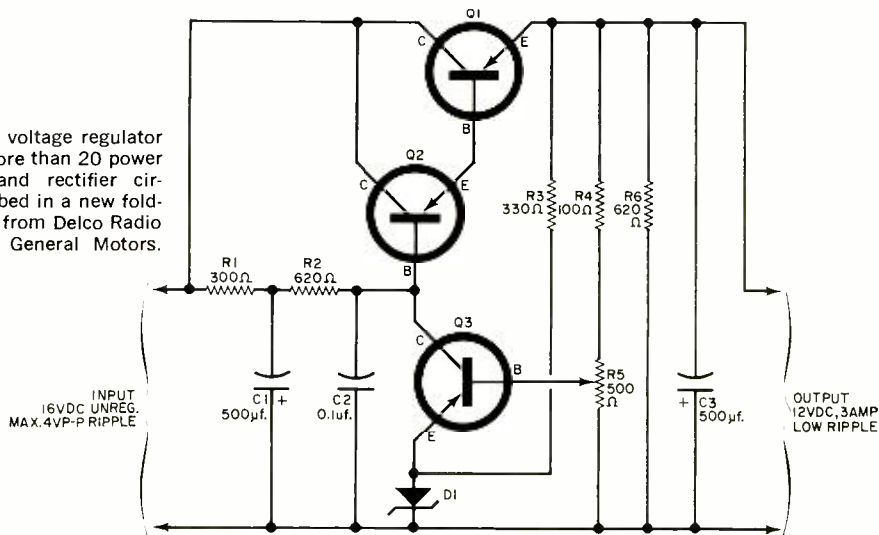 voltage regulator
ore than 20 power
and rectifier cir-
bed in a new fold-
from Delco Radio
General Motors.
Q1
C
E
B
Q2
C
E
B
R3
330Ω
R4
100Ω
R6
620
Ω
R1
300Ω
R2
620Ω
Q3
C
B
E
R5
500
Ω
C1
500µf.
+
C2
0.1uf.
C3
500µf.
+
D1
INPUT
16VDC UNREG.
MAX.4VP-P RIPPLE
OUTPUT
12VDC,3AMP
LOW RIPPLE